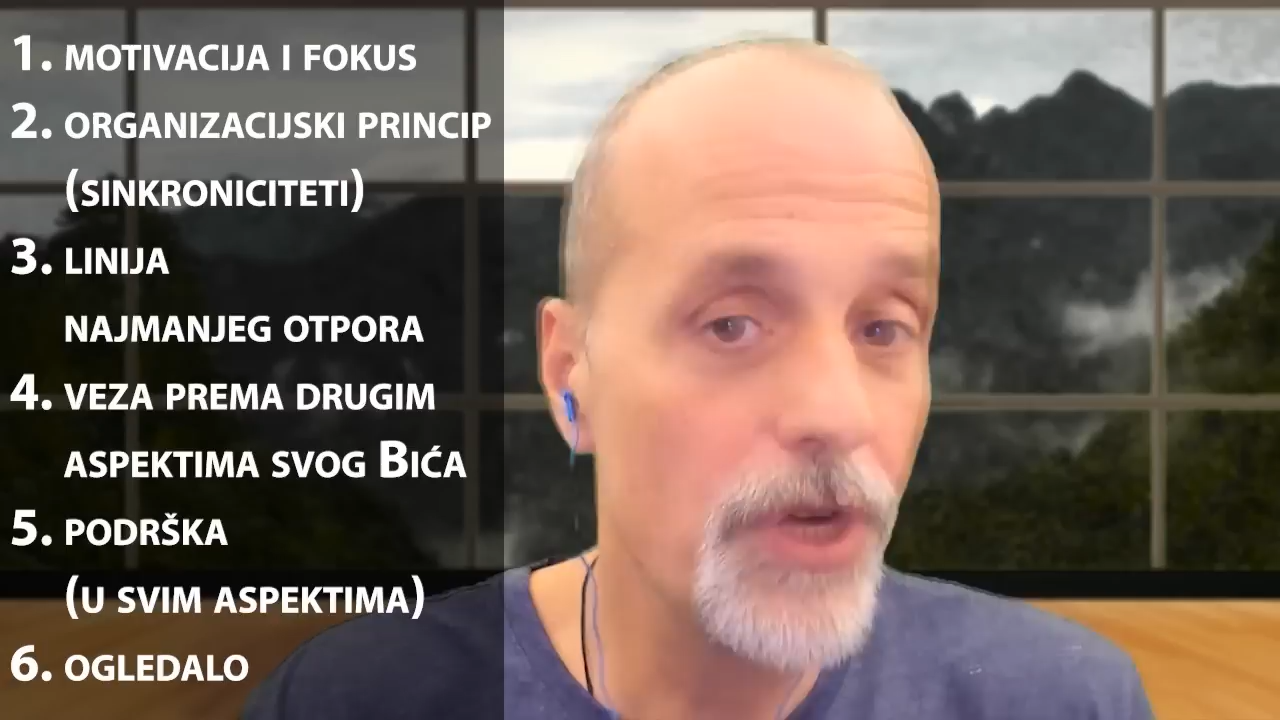 1. MOTIVACIJA I FOKUS
2. ORGANIZACIJSKI PRINCIP
(SINKRONICITETI)
3. LINIJA
NAJMANJEG OTPORA
4. VEZA PREMA DRUGIM
ASPEKTIMA SVOG BIĆA
5. PODRŠKA
(U SVIM ASPEKTIMA)
6. OGLEDALO